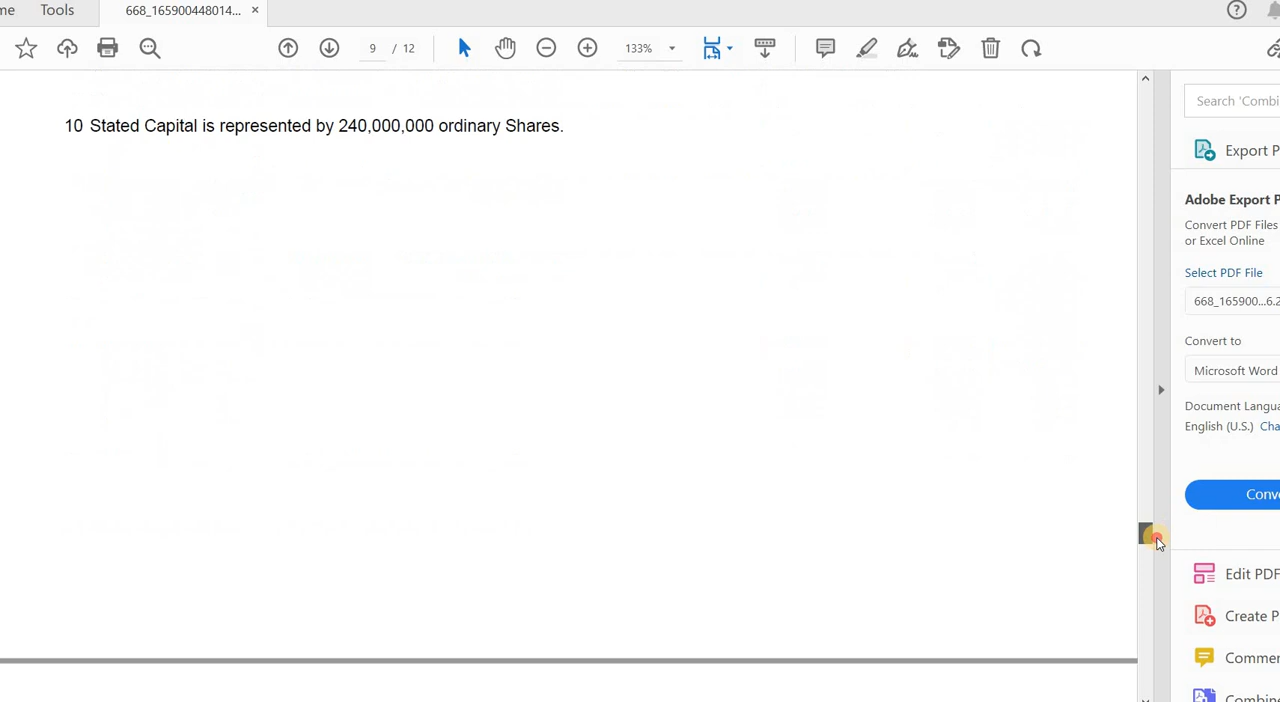 me Tools 668_165900448014... ×
9 / 12 133%
10 Stated Capital is represented by 240,000,000 ordinary Shares.
Search 'Combi
Export P
Adobe Export P
Convert PDF Files
or Excel Online
Select PDF File
668_165900...6.2
Convert to
Microsoft Word
Document Langua
English (U.S.) Cha
Conv
Edit PDF
Create P
Commer
Combine